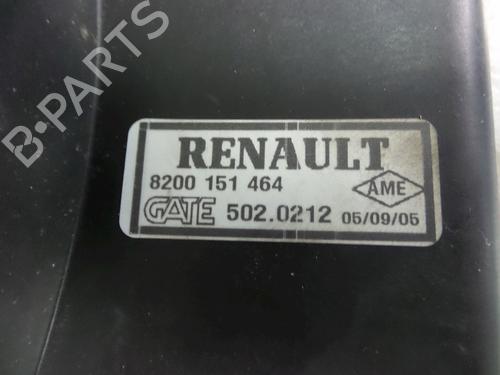 B·PARTS
RENAULT
8200 151 464
AME
GATE 502.0212 05/09/05